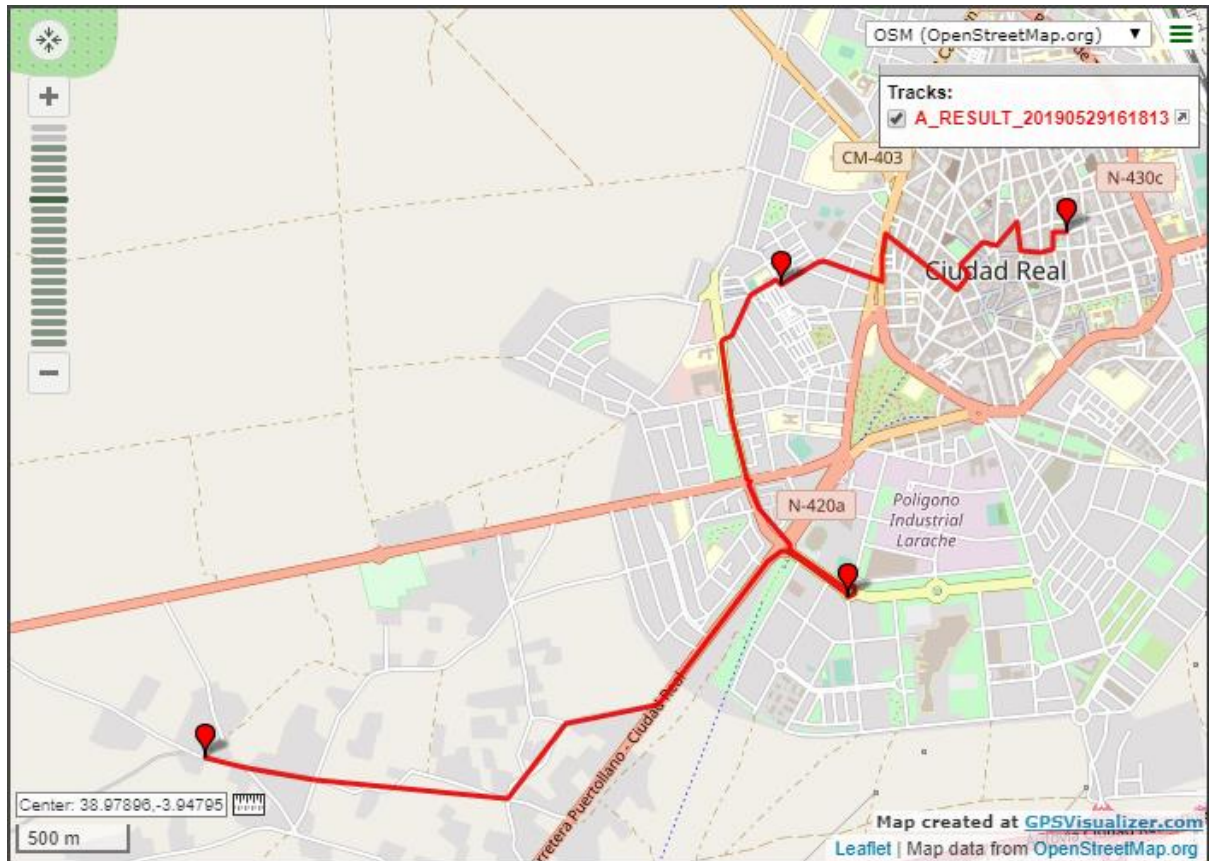 OSM (OpenStreetMap.org) ▼
Tracks:
A_RESULT_20190529161813
CM-403
N-430c
Ciudad Real
N-420a
Polígono
Industrial
Larache
Carretera Puertollano - Ciudad Real
Center: 38.97896,-3.94795
500 m
Map created at GPSVisualizer.com
Leaflet | Map data from OpenStreetMap.org